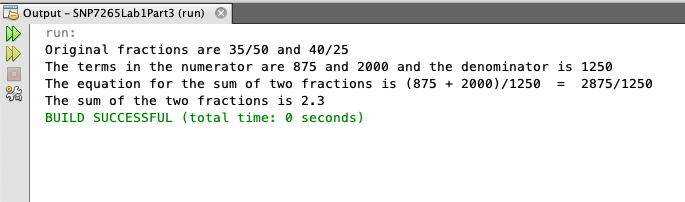 Output – SNP7265Lab1Part3 (run)
run:
Original fractions are 35/50 and 40/25
The terms in the numerator are 875 and 2000 and the denominator is 1250
The equation for the sum of two fractions is (875 + 2000)/1250  =  2875/1250
The sum of the two fractions is 2.3
BUILD SUCCESSFUL (total time: 0 seconds)